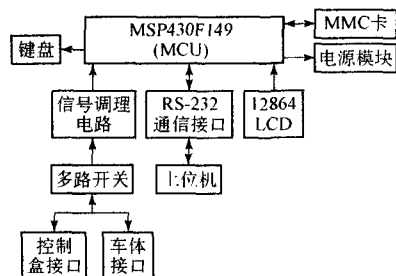 MSP430F149
(MCU)
MMC卡
键盘
电源模块
信号调理
电路
RS-232
通信接口
12864
LCD
多路开关
上位机
控制
盒接口
车体
接口